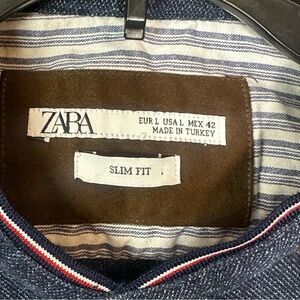 ZARA
EUR L USA L MEX 42
MADE IN TURKEY
SLIM FIT